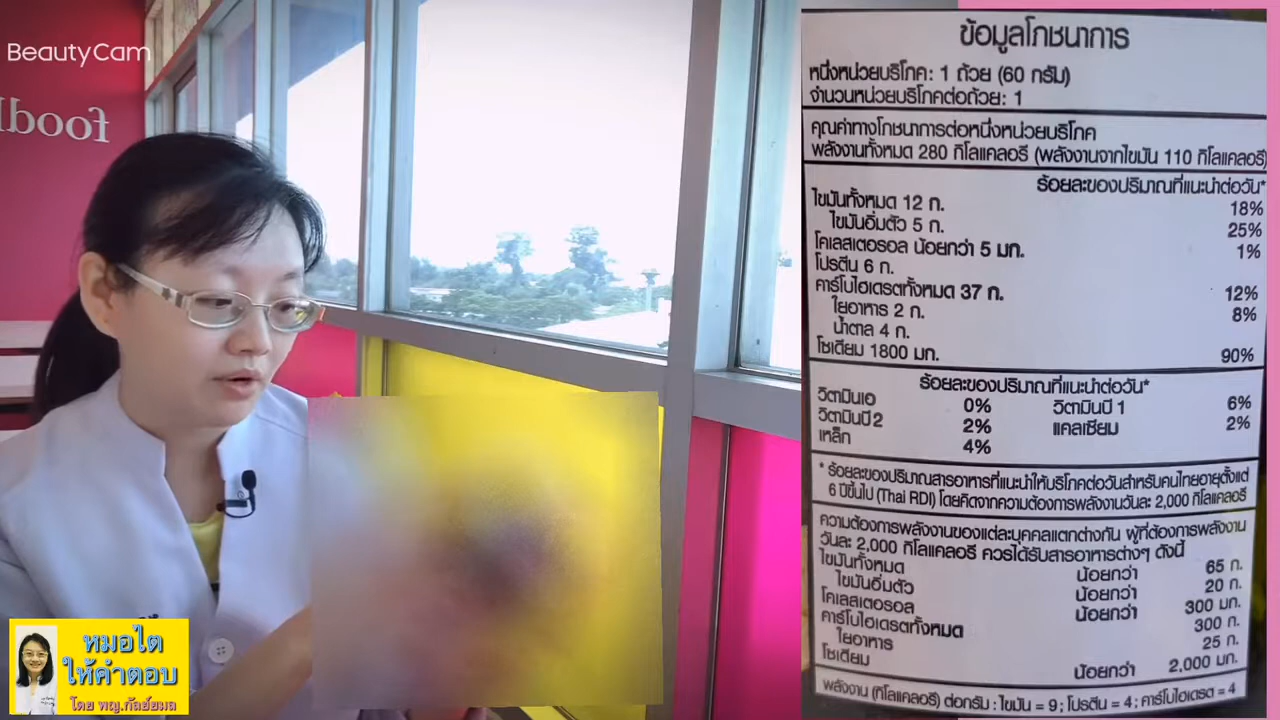 BeautyCam
foodl
หมอไต
ให้คำตอบ
โดย พญ.กัลย์ยมล
ข้อมูลโภชนาการ
หนึ่งหน่วยบริโภค: 1 ถ้วย (60 กรัม)
จำนวนหน่วยบริโภคต่อถ้วย: 1
คุณค่าทางโภชนาการต่อหนึ่งหน่วยบริโภค
พลังงานทั้งหมด 280 กิโลแคลอรี (พลังงานจากไขมัน 110 กิโลแคลอรี)
ร้อยละของปริมาณที่แนะนำต่อวัน*
ไขมันทั้งหมด 12 ก. 18%
ไขมันอิ่มตัว 5 ก. 25%
โคเลสเตอรอล น้อยกว่า 5 มก. 1%
โปรตีน 6 ก.
คาร์โบไฮเดรตทั้งหมด 37 ก. 12%
ใยอาหาร 2 ก. 8%
น้ำตาล 4 ก.
โซเดียม 1800 มก. 90%
ร้อยละของปริมาณที่แนะนำต่อวัน*
วิตามินเอ 0% วิตามินบี 1 6%
วิตามินบี 2 2% แคลเซียม 2%
เหล็ก 4%
* ร้อยละของปริมาณสารอาหารที่แนะนำให้บริโภคต่อวันสำหรับคนไทยอายุตั้งแต่
6 ปีขึ้นไป (Thai RDI) โดยคิดจากความต้องการพลังงานวันละ 2,000 กิโลแคลอรี
ความต้องการพลังงานของแต่ละบุคคลแตกต่างกัน ผู้ที่ต้องการพลังงาน
วันละ 2,000 กิโลแคลอรี ควรได้รับสารอาหารต่างๆ ดังนี้
ไขมันทั้งหมด น้อยกว่า 65 ก.
ไขมันอิ่มตัว น้อยกว่า 20 ก.
โคเลสเตอรอล น้อยกว่า 300 มก.
คาร์โบไฮเดรตทั้งหมด 300 ก.
ใยอาหาร 25 ก.
โซเดียม น้อยกว่า 2,000 มก.
พลังงาน (กิโลแคลอรี) ต่อกรัม : ไขมัน = 9 ; โปรตีน = 4 ; คาร์โบไฮเดรต = 4